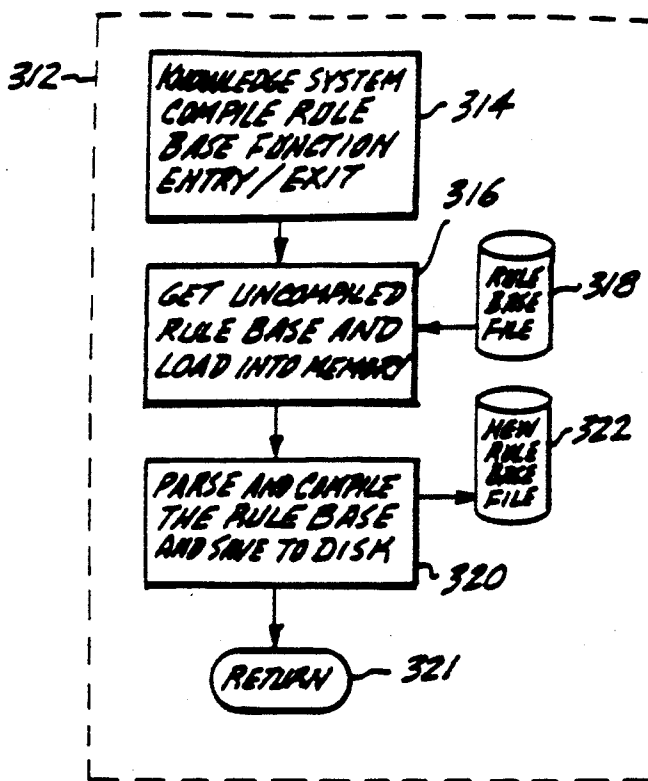 312
KNOWLEDGE SYSTEM
COMPILE RULE
BASE FUNCTION
ENTRY/EXIT
314
316
GET UNCOMPILED
RULE BASE AND
LOAD INTO MEMORY
RULE
BASE
FILE
318
NEW
RULE
BASE
FILE
322
PARSE AND COMPILE
THE RULE BASE
AND SAVE TO DISK
320
RETURN
321